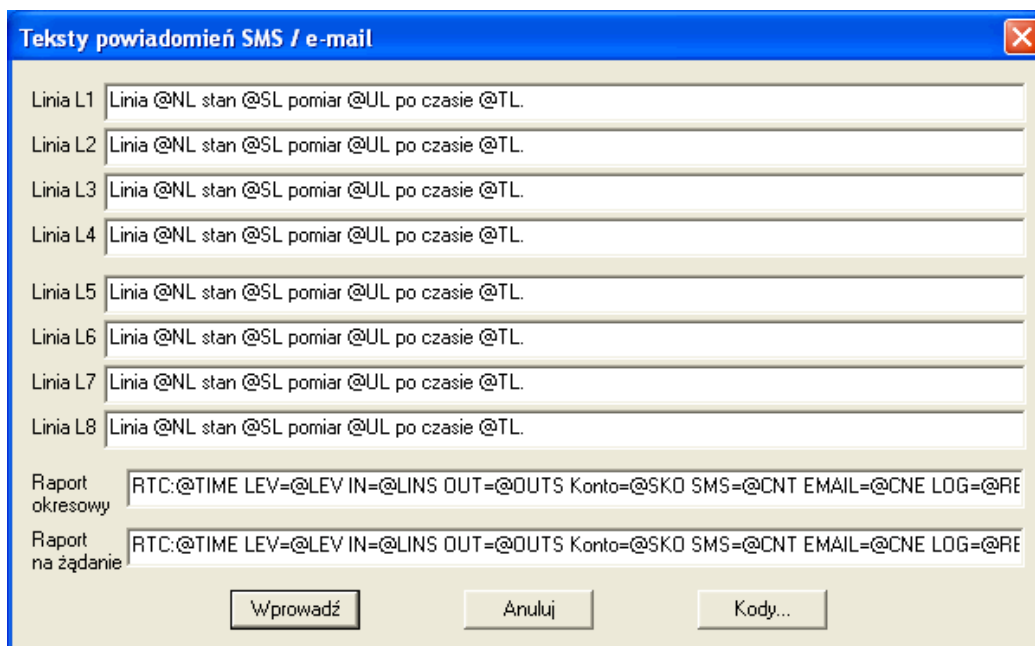 Teksty powiadomień SMS / e-mail
Linia L1 Linia @NL stan @SL pomiar @UL po czasie @TL.
Linia L2 Linia @NL stan @SL pomiar @UL po czasie @TL.
Linia L3 Linia @NL stan @SL pomiar @UL po czasie @TL.
Linia L4 Linia @NL stan @SL pomiar @UL po czasie @TL.
Linia L5 Linia @NL stan @SL pomiar @UL po czasie @TL.
Linia L6 Linia @NL stan @SL pomiar @UL po czasie @TL.
Linia L7 Linia @NL stan @SL pomiar @UL po czasie @TL.
Linia L8 Linia @NL stan @SL pomiar @UL po czasie @TL.
Raport
okresowy
RTC:@TIME LEV=@LEV IN=@LINS OUT=@OUTS Konto=@SKO SMS=@CNT EMAIL=@CNE LOG=@RE
Raport
na żądanie
RTC:@TIME LEV=@LEV IN=@LINS OUT=@OUTS Konto=@SKO SMS=@CNT EMAIL=@CNE LOG=@RE
Wprowadź Anuluj Kody...